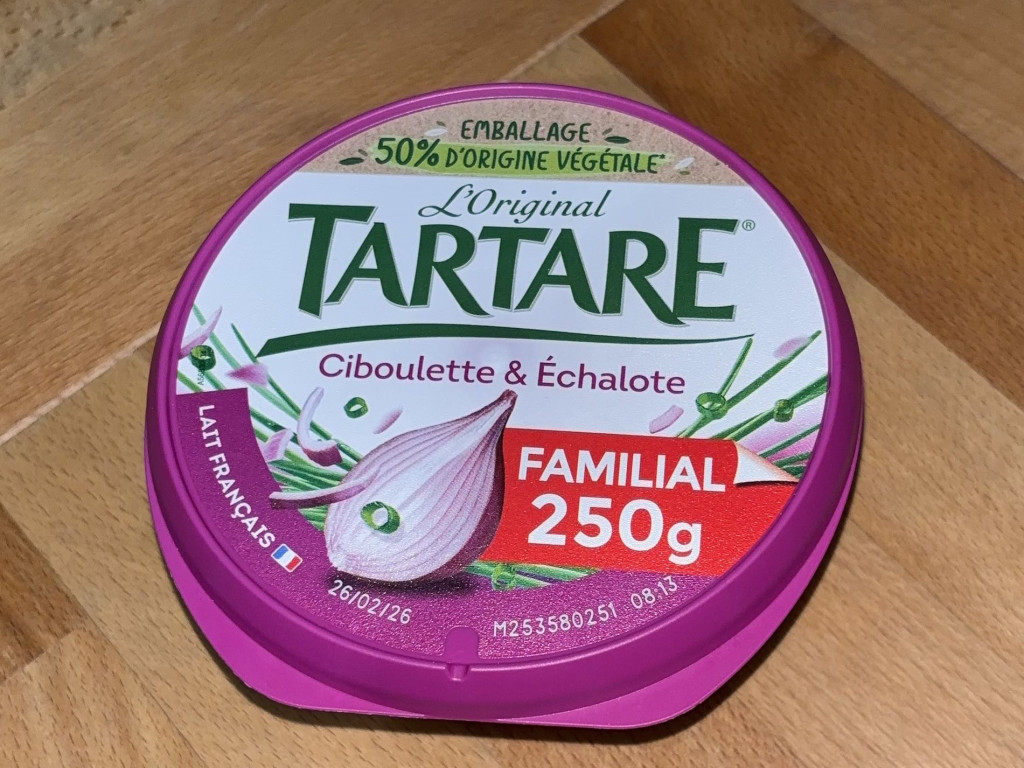 EMBALLAGE
50% D'ORIGINE VÉGÉTALE*
L'Original
TARTARE®
Ciboulette & Échalote
LAIT FRANÇAIS
FAMILIAL
250g
26/02/26
M253580251 08:13